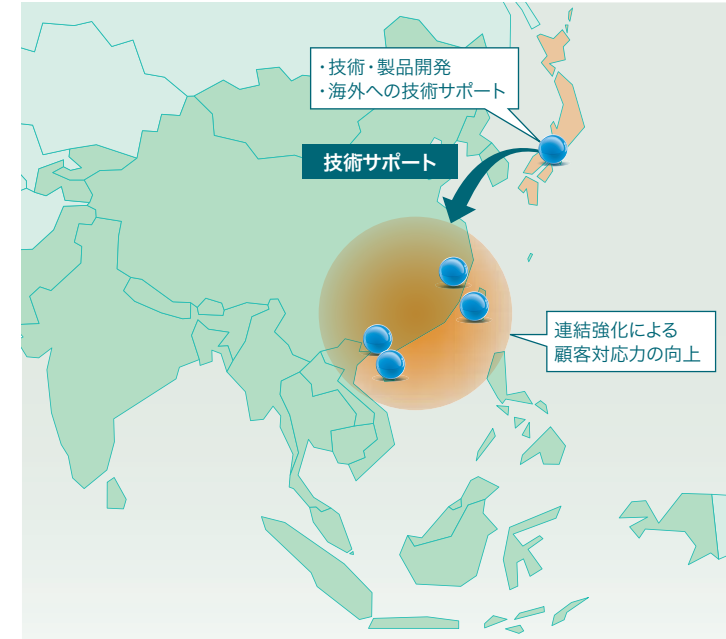 ・技術・製品開発
・海外への技術サポート
技術サポート
連結強化による
顧客対応力の向上